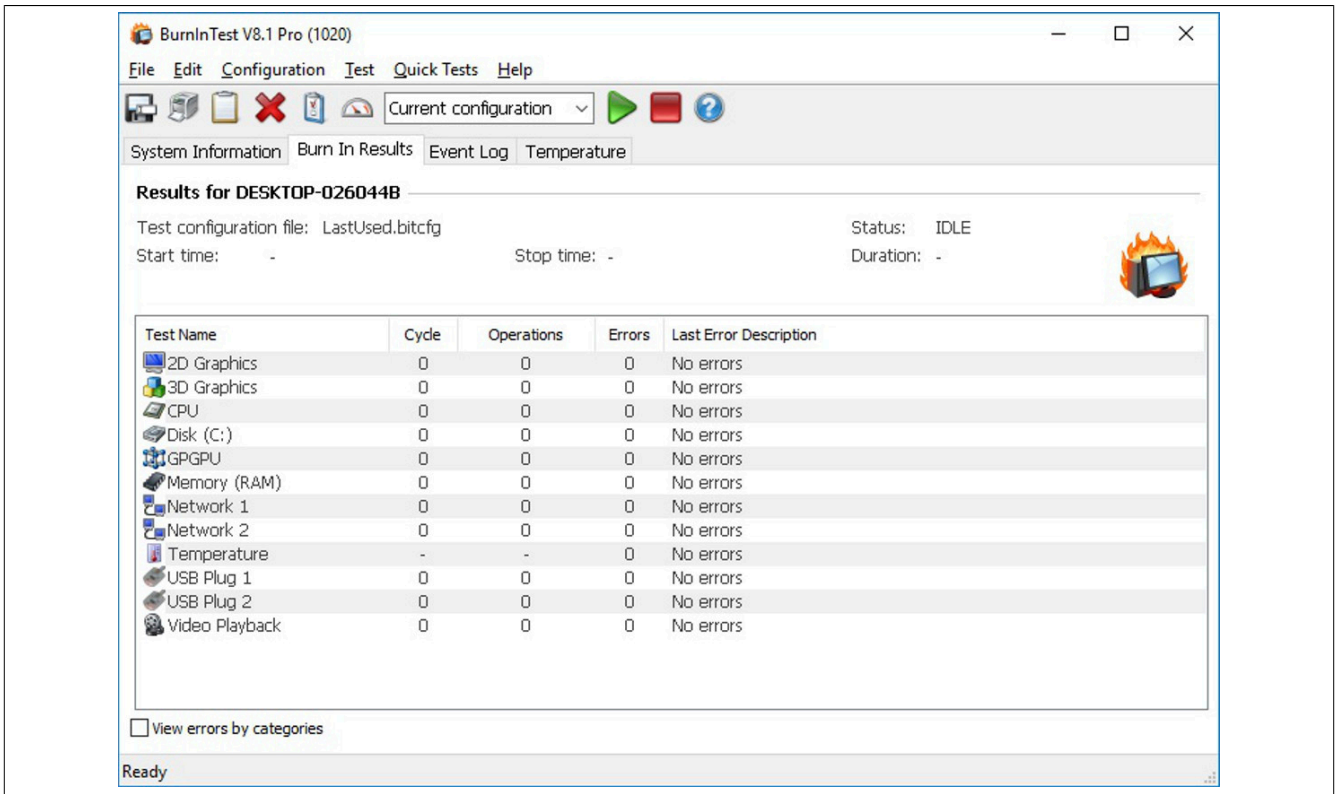 BurnInTest V8.1 Pro (1020)
File Edit Configuration Test Quick Tests Help
Current configuration
System Information Burn In Results Event Log Temperature
Results for DESKTOP-026044B
Test configuration file: LastUsed.bitcfg Status: IDLE
Start time: - Stop time: - Duration: -
Test Name Cycle Operations Errors Last Error Description
2D Graphics 0 0 0 No errors
3D Graphics 0 0 0 No errors
CPU 0 0 0 No errors
Disk (C:) 0 0 0 No errors
GPGPU 0 0 0 No errors
Memory (RAM) 0 0 0 No errors
Network 1 0 0 0 No errors
Network 2 0 0 0 No errors
Temperature - - 0 No errors
USB Plug 1 0 0 0 No errors
USB Plug 2 0 0 0 No errors
Video Playback 0 0 0 No errors
View errors by categories
Ready